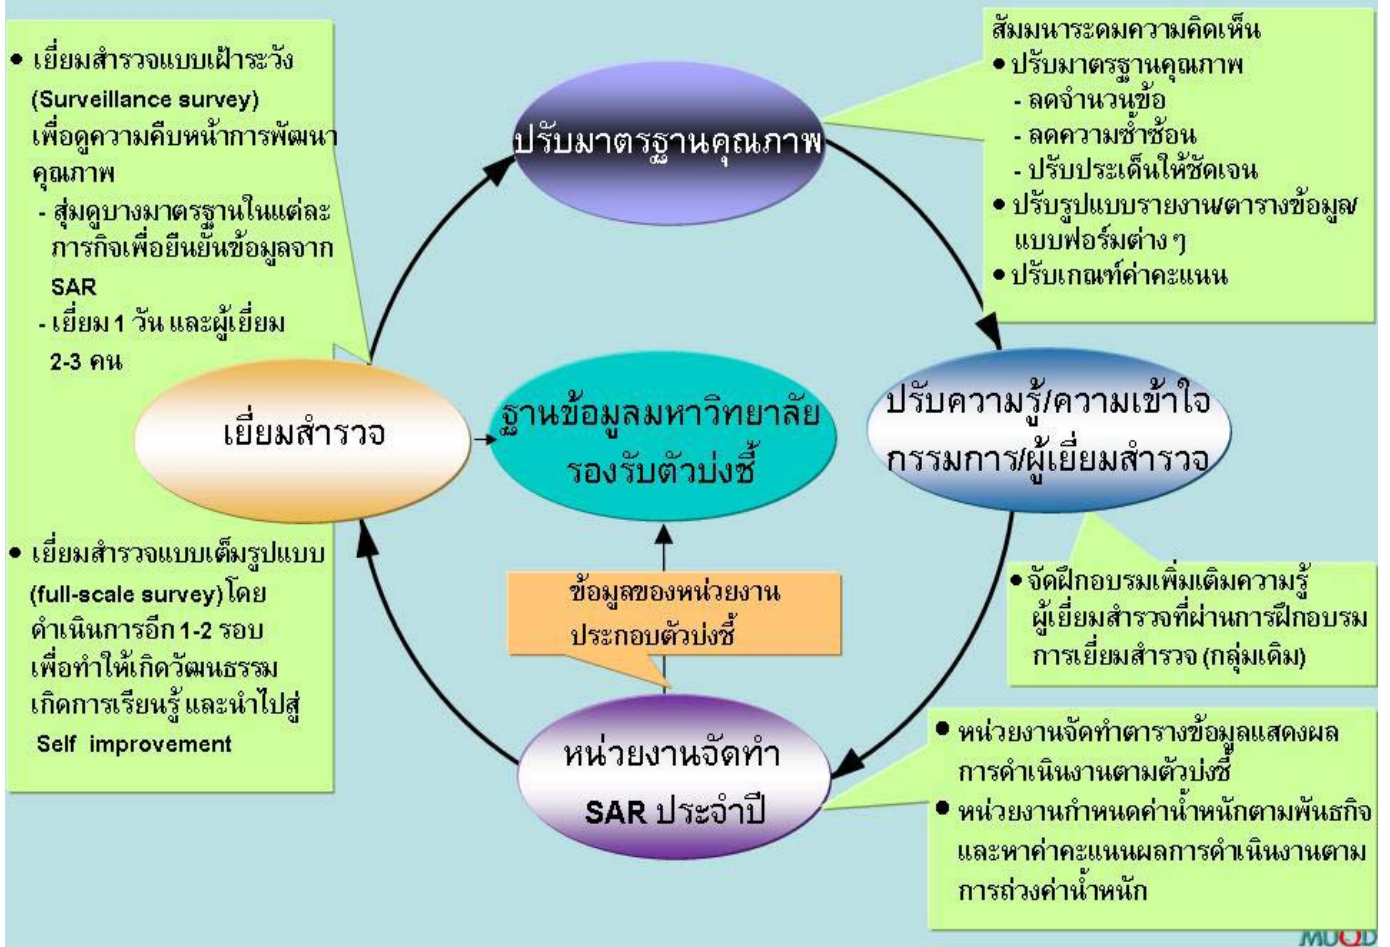 • เยี่ยมสำรวจแบบเฝ้าระวัง
(Surveillance survey)
เพื่อดูความคืบหน้าการพัฒนา
คุณภาพ
- สุ่มดูบางมาตรฐานในแต่ละ
ภารกิจเพื่อยืนยันข้อมูลจาก
SAR
- เยี่ยม 1 วัน และผู้เยี่ยม
2-3 คน
ปรับมาตรฐานคุณภาพ
สัมมนาระดมความคิดเห็น
• ปรับมาตรฐานคุณภาพ
- ลดจำนวนข้อ
- ลดความซ้ำซ้อน
- ปรับประเด็นให้ชัดเจน
• ปรับรูปแบบรายงาน/ตารางข้อมูล/
แบบฟอร์มต่าง ๆ
• ปรับเกณฑ์ค่าคะแนน
เยี่ยมสำรวจ
ฐานข้อมูลมหาวิทยาลัย
รองรับตัวบ่งชี้
ปรับความรู้/ความเข้าใจ
กรรมการ/ผู้เยี่ยมสำรวจ
• เยี่ยมสำรวจแบบเต็มรูปแบบ
(full-scale survey) โดย
ดำเนินการอีก 1-2 รอบ
เพื่อทำให้เกิดวัฒนธรรม
เกิดการเรียนรู้ และนำไปสู่
Self improvement
ข้อมูลของหน่วยงาน
ประกอบตัวบ่งชี้
• จัดฝึกอบรมเพิ่มเติมความรู้
ผู้เยี่ยมสำรวจที่ผ่านการฝึกอบรม
การเยี่ยมสำรวจ (กลุ่มเดิม)
หน่วยงานจัดทำ
SAR ประจำปี
• หน่วยงานจัดทำตารางข้อมูลแสดงผล
การดำเนินงานตามตัวบ่งชี้
• หน่วยงานกำหนดค่าน้ำหนักตามพันธกิจ
และหาค่าคะแนนผลการดำเนินงานตาม
การถ่วงค่าน้ำหนัก
MUQD